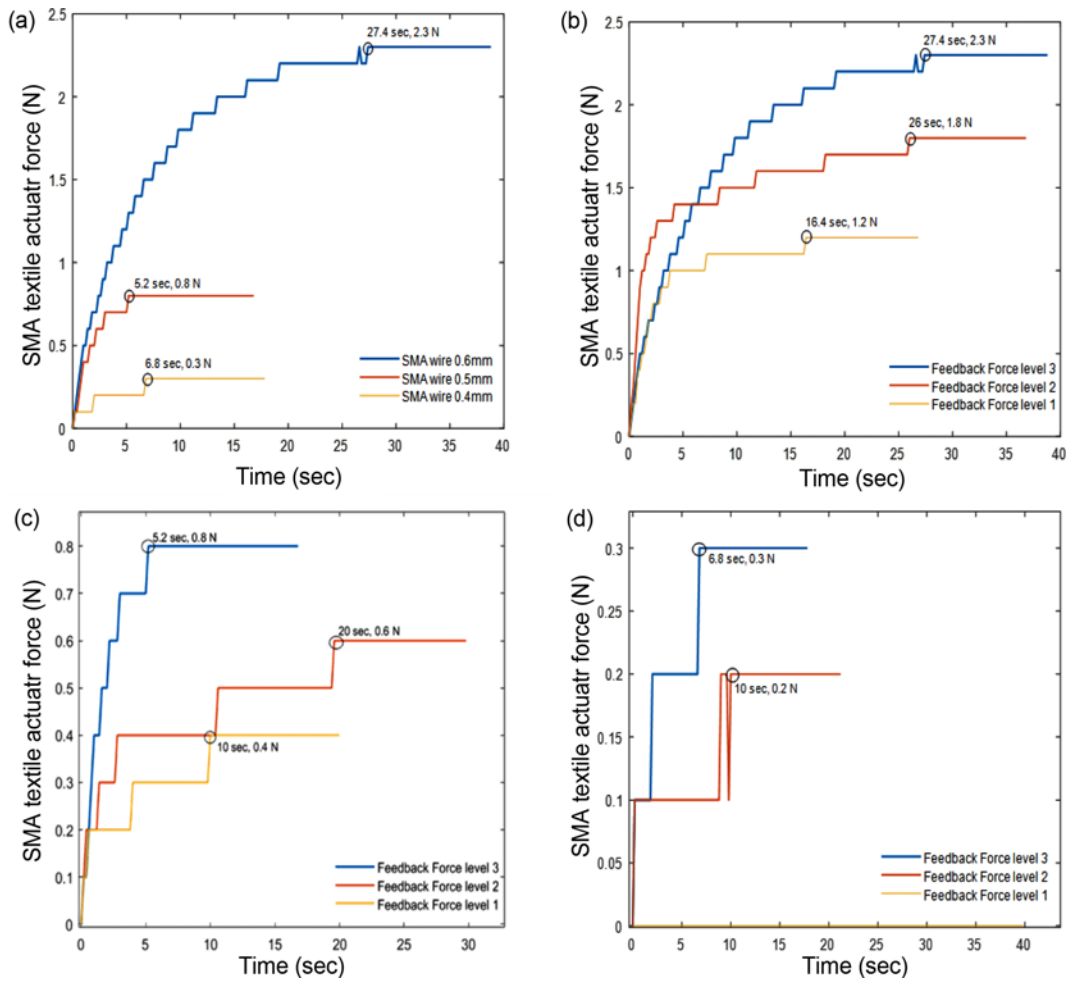 (a)
SMA textile actuatr force (N)
2.5
2
1.5
1
0.5
0
27.4 sec, 2.3 N
5.2 sec, 0.8 N
6.8 sec, 0.3 N
SMA wire 0.6mm
SMA wire 0.5mm
SMA wire 0.4mm
0 5 10 15 20 25 30 35 40
Time (sec)
(b)
SMA textile actuatr force (N)
2.5
2
1.5
1
0.5
0
27.4 sec, 2.3 N
26 sec, 1.8 N
16.4 sec, 1.2 N
Feedback Force level 3
Feedback Force level 2
Feedback Force level 1
0 5 10 15 20 25 30 35 40
Time (sec)
(c)
SMA textile actuatr force (N)
0.8
0.7
0.6
0.5
0.4
0.3
0.2
0.1
0
5.2 sec, 0.8 N
20 sec, 0.6 N
10 sec, 0.4 N
Feedback Force level 3
Feedback Force level 2
Feedback Force level 1
0 5 10 15 20 25 30
Time (sec)
(d)
SMA textile actuatr force (N)
0.3
0.25
0.2
0.15
0.1
0.05
0
6.8 sec, 0.3 N
10 sec, 0.2 N
Feedback Force level 3
Feedback Force level 2
Feedback Force level 1
0 5 10 15 20 25 30 35 40
Time (sec)